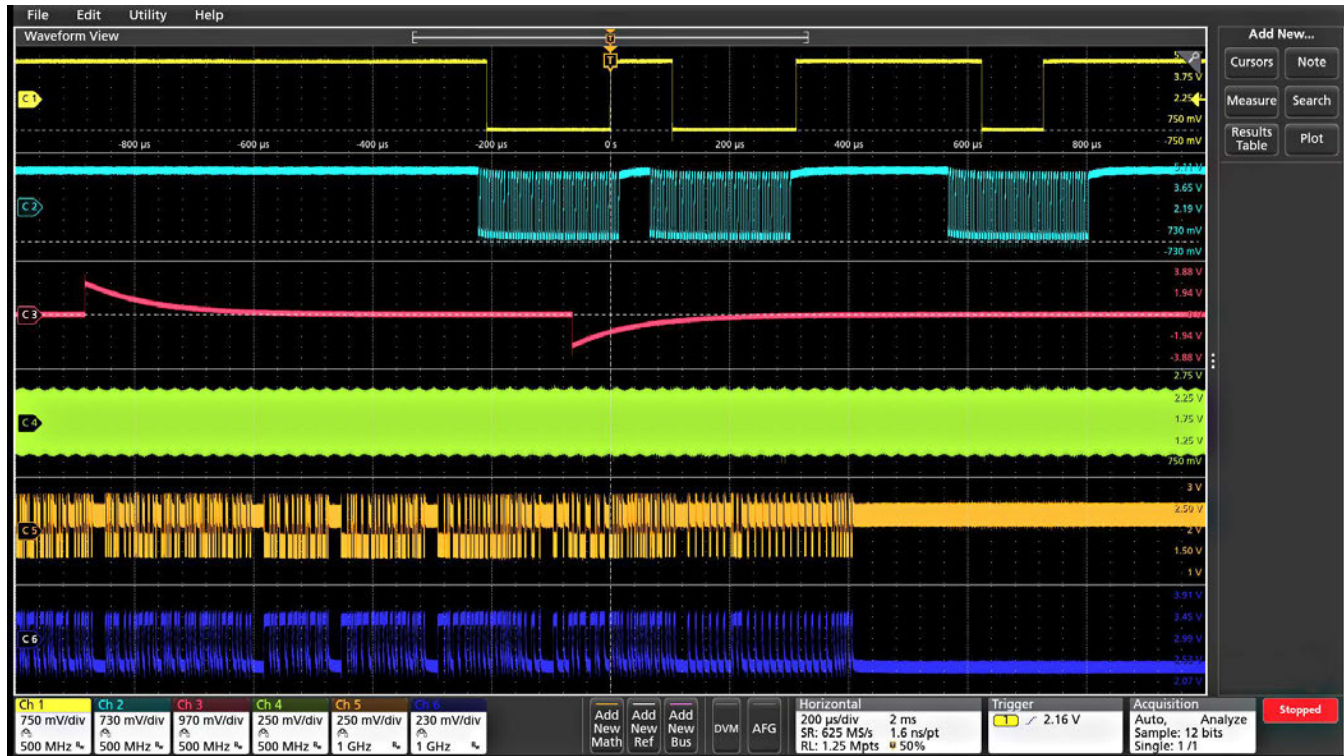 File Edit Utility Help
Waveform View
Add New...
Cursors Note
Measure Search
Results Table Plot
T
T
C 1
3.75 V
750 mV
-750 mV
-800 µs -600 µs -400 µs -200 µs 0 s 200 µs 400 µs 600 µs 800 µs
C 2
3.65 V
2.19 V
730 mV
-730 mV
3.88 V
1.94 V
C 3
-1.94 V
-3.88 V
2.75 V
2.25 V
C 4
1.75 V
1.25 V
750 mV
3 V
2.50 V
C 5
2 V
1.50 V
1 V
3.91 V
3.45 V
C 6
2.99 V
2.07 V
Ch 1 Ch 2 Ch 3 Ch 4 Ch 5 Ch 6
750 mV/div 730 mV/div 970 mV/div 250 mV/div 250 mV/div 230 mV/div
500 MHz 500 MHz 500 MHz 500 MHz 1 GHz 1 GHz
Add New Math
Add New Ref
Add New Bus
DVM
AFG
Horizontal
200 µs/div 2 ms
SR: 625 MS/s 1.6 ns/pt
RL: 1.25 Mpts 50%
Trigger
1 2.16 V
Acquisition
Auto, Analyze
Sample: 12 bits
Single: 1/1
Stopped